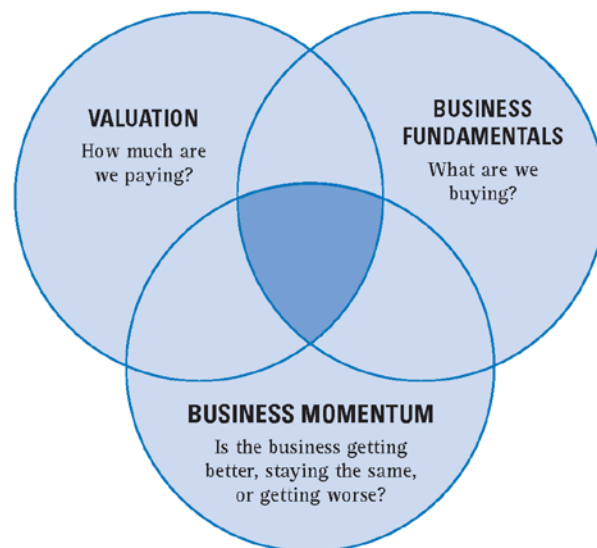 VALUATION
How much are
we paying?
BUSINESS
FUNDAMENTALS
What are we
buying?
BUSINESS MOMENTUM
Is the business getting
better, staying the same,
or getting worse?